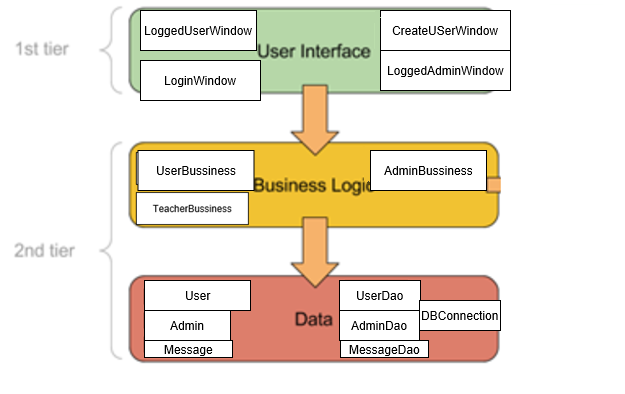 LoggedUserWindow
CreateUSerWindow
1st tier
User Interface
LoginWindow
LoggedAdminWindow
UserBussiness
AdminBussiness
Business Logic
TeacherBussiness
2nd tier
User
UserDao
Data
DBConnection
Admin
AdminDao
Message
MessageDao